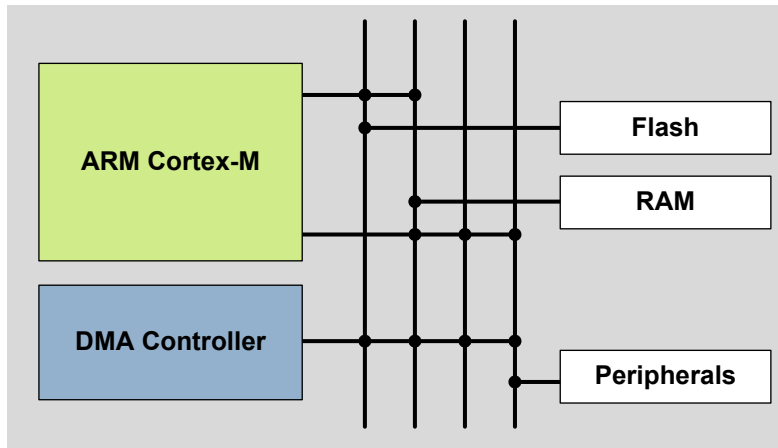 ARM Cortex-M
Flash
RAM
DMA Controller
Peripherals